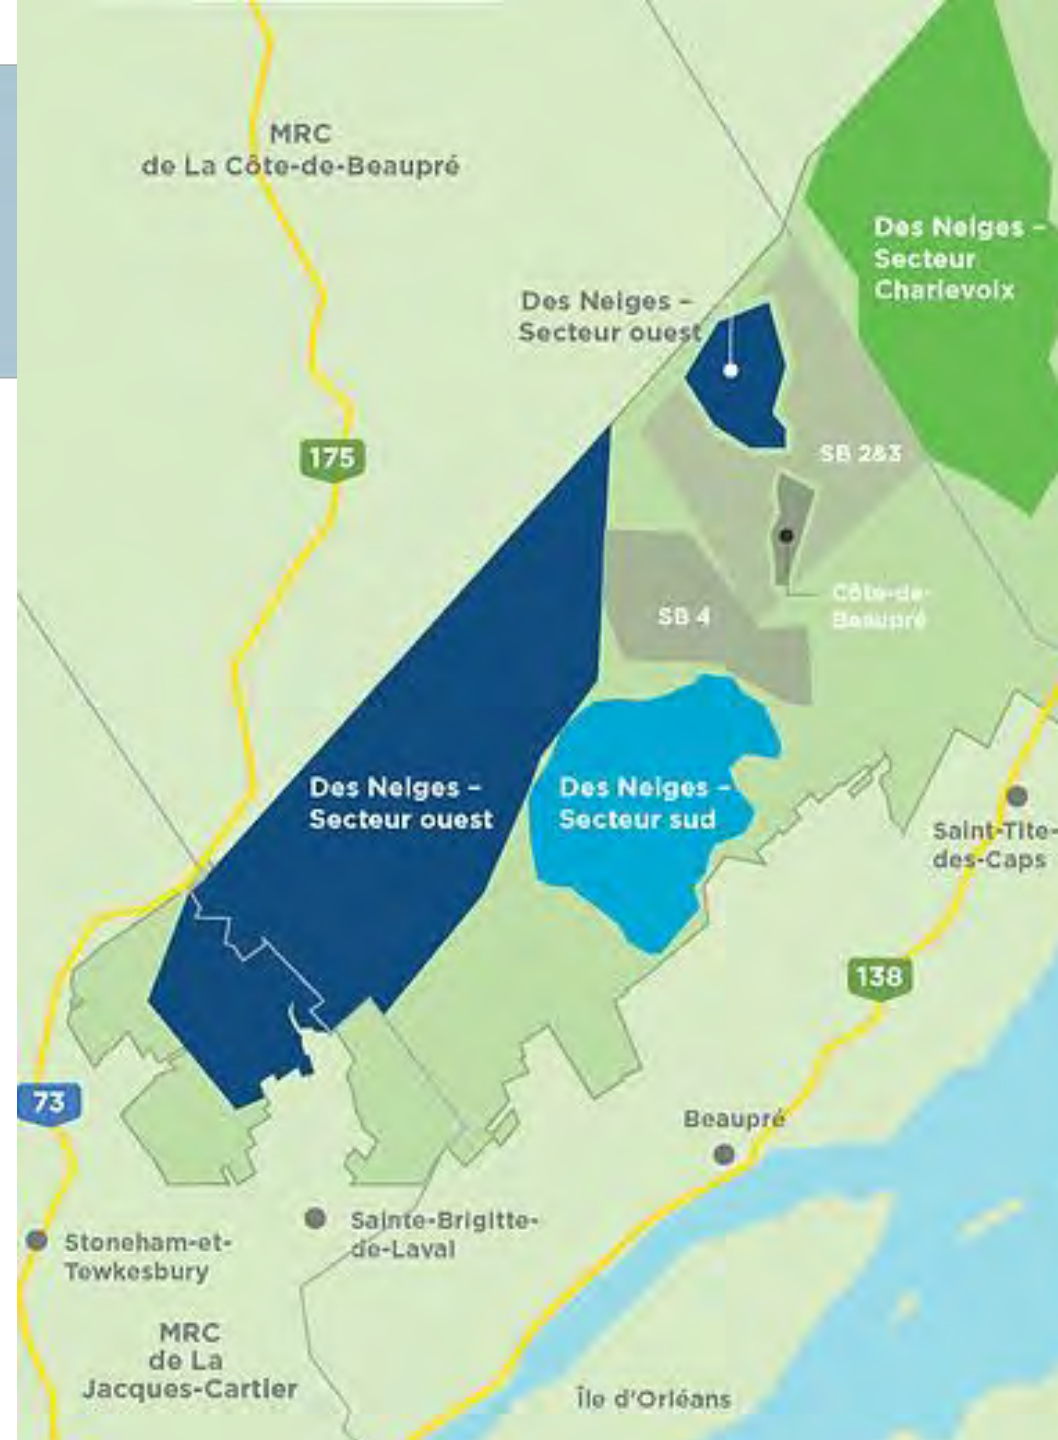 MRC
de La Côte-de-Beaupré
Des Neiges –
Secteur
Charlevoix
Des Neiges –
Secteur ouest
175
SB 2&3
Côte-de-
Beaupré
SB 4
Des Neiges –
Secteur ouest
Des Neiges –
Secteur sud
Saint-Tite-
des-Caps
138
73
Beaupré
Sainte-Brigitte-
de-Laval
Stoneham-et-
Tewkesbury
MRC
de La
Jacques-Cartier
Île d'Orléans